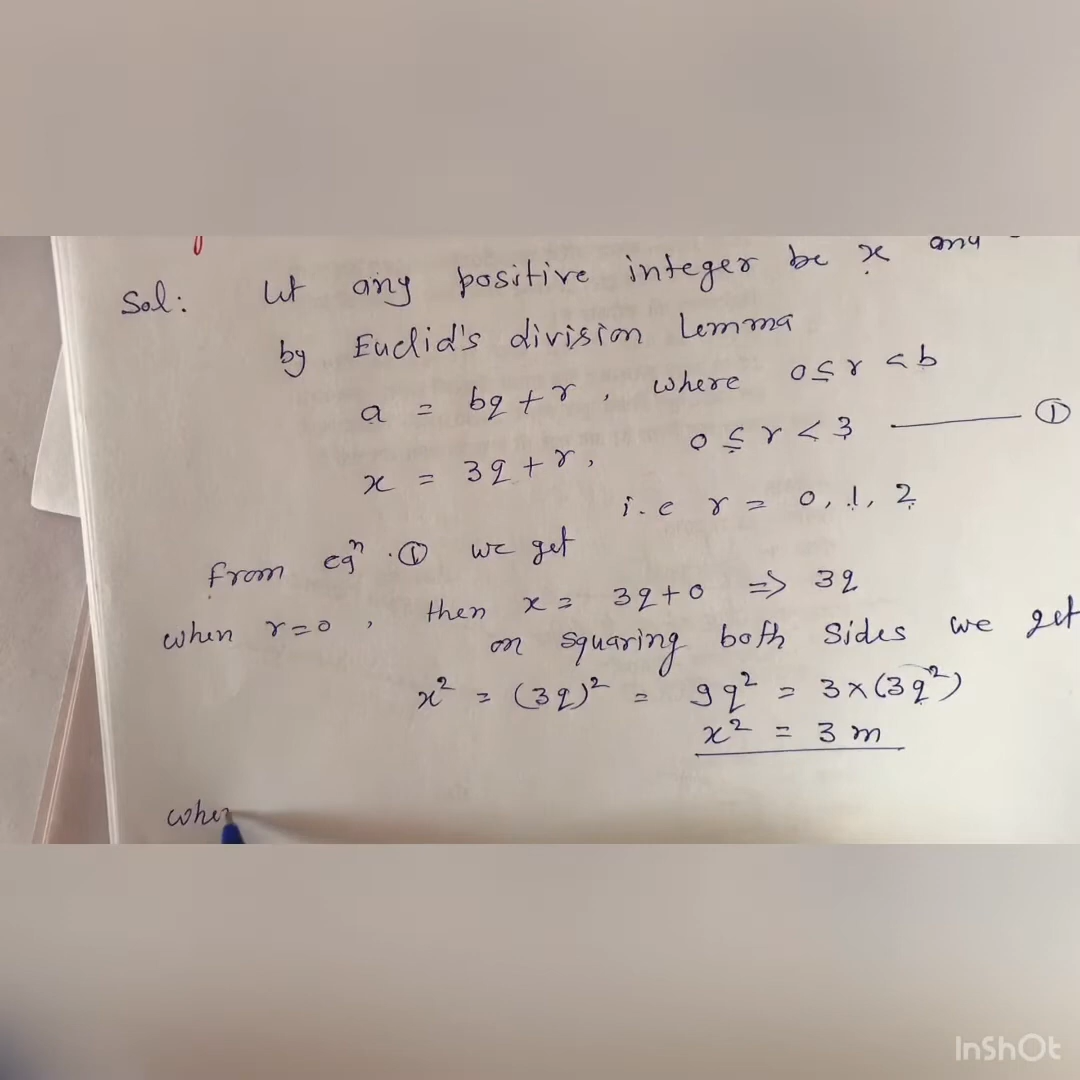 Sol: Let any positive integer be x any
by Euclid's division Lemma
a = bq + r, where 0 ≤ r < b
x = 3q + r, 0 ≤ r < 3 ——— ①
i.e r = 0, 1, 2
from eqⁿ. ① we get
when r = 0, then x = 3q + 0 => 3q
on squaring both sides we get
x² = (3q)² = 9q² = 3 × (3q²)
x² = 3m
when
InShOt